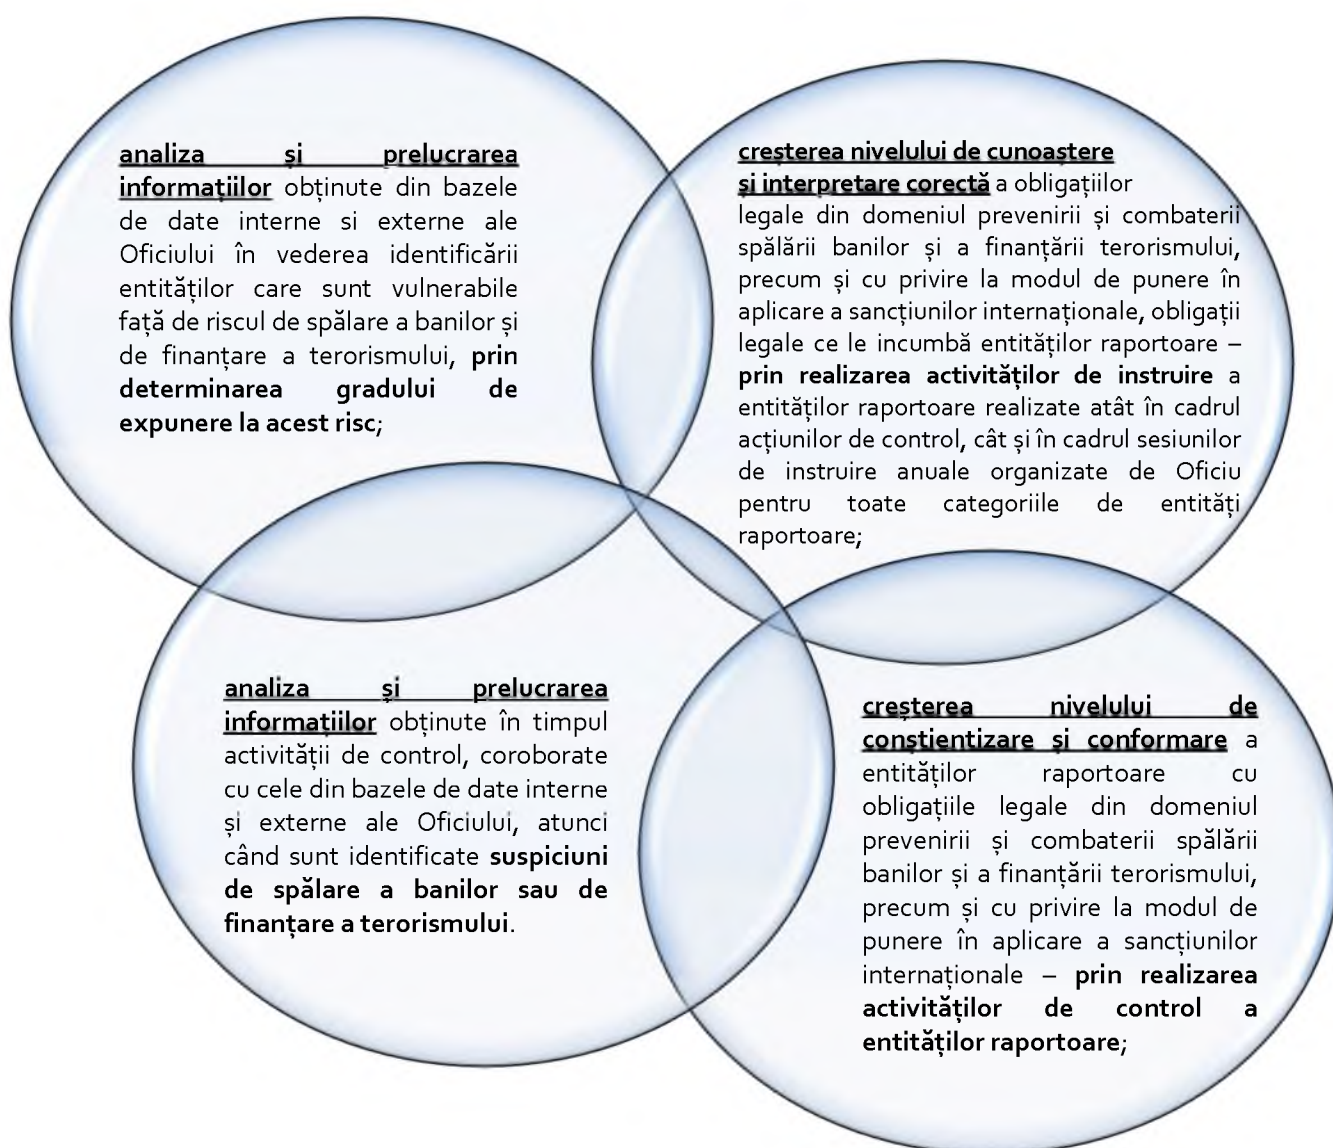 analiza și prelucrarea
informațiilor obținute din bazele
de date interne si externe ale
Oficiului în vederea identificării
entităților care sunt vulnerabile
față de riscul de spălare a banilor și
de finanțare a terorismului, prin
determinarea gradului de
expunere la acest risc;
creșterea nivelului de cunoaștere
și interpretare corectă a obligațiilor
legale din domeniul prevenirii și combaterii
spălării banilor și a finanțării terorismului,
precum și cu privire la modul de punere în
aplicare a sancțiunilor internaționale, obligații
legale ce le incumbă entităților raportoare –
prin realizarea activităților de instruire a
entităților raportoare realizate atât în cadrul
acțiunilor de control, cât și în cadrul sesiunilor
de instruire anuale organizate de Oficiu
pentru toate categoriile de entități
raportoare;
analiza și prelucrarea
informațiilor obținute în timpul
activității de control, coroborate
cu cele din bazele de date interne
și externe ale Oficiului, atunci
când sunt identificate suspiciuni
de spălare a banilor sau de
finanțare a terorismului.
creșterea nivelului de
conștientizare și conformare a
entităților raportoare cu
obligațiile legale din domeniul
prevenirii și combaterii spălării
banilor și a finanțării terorismului,
precum și cu privire la modul de
punere în aplicare a sancțiunilor
internaționale – prin realizarea
activităților de control a
entităților raportoare;